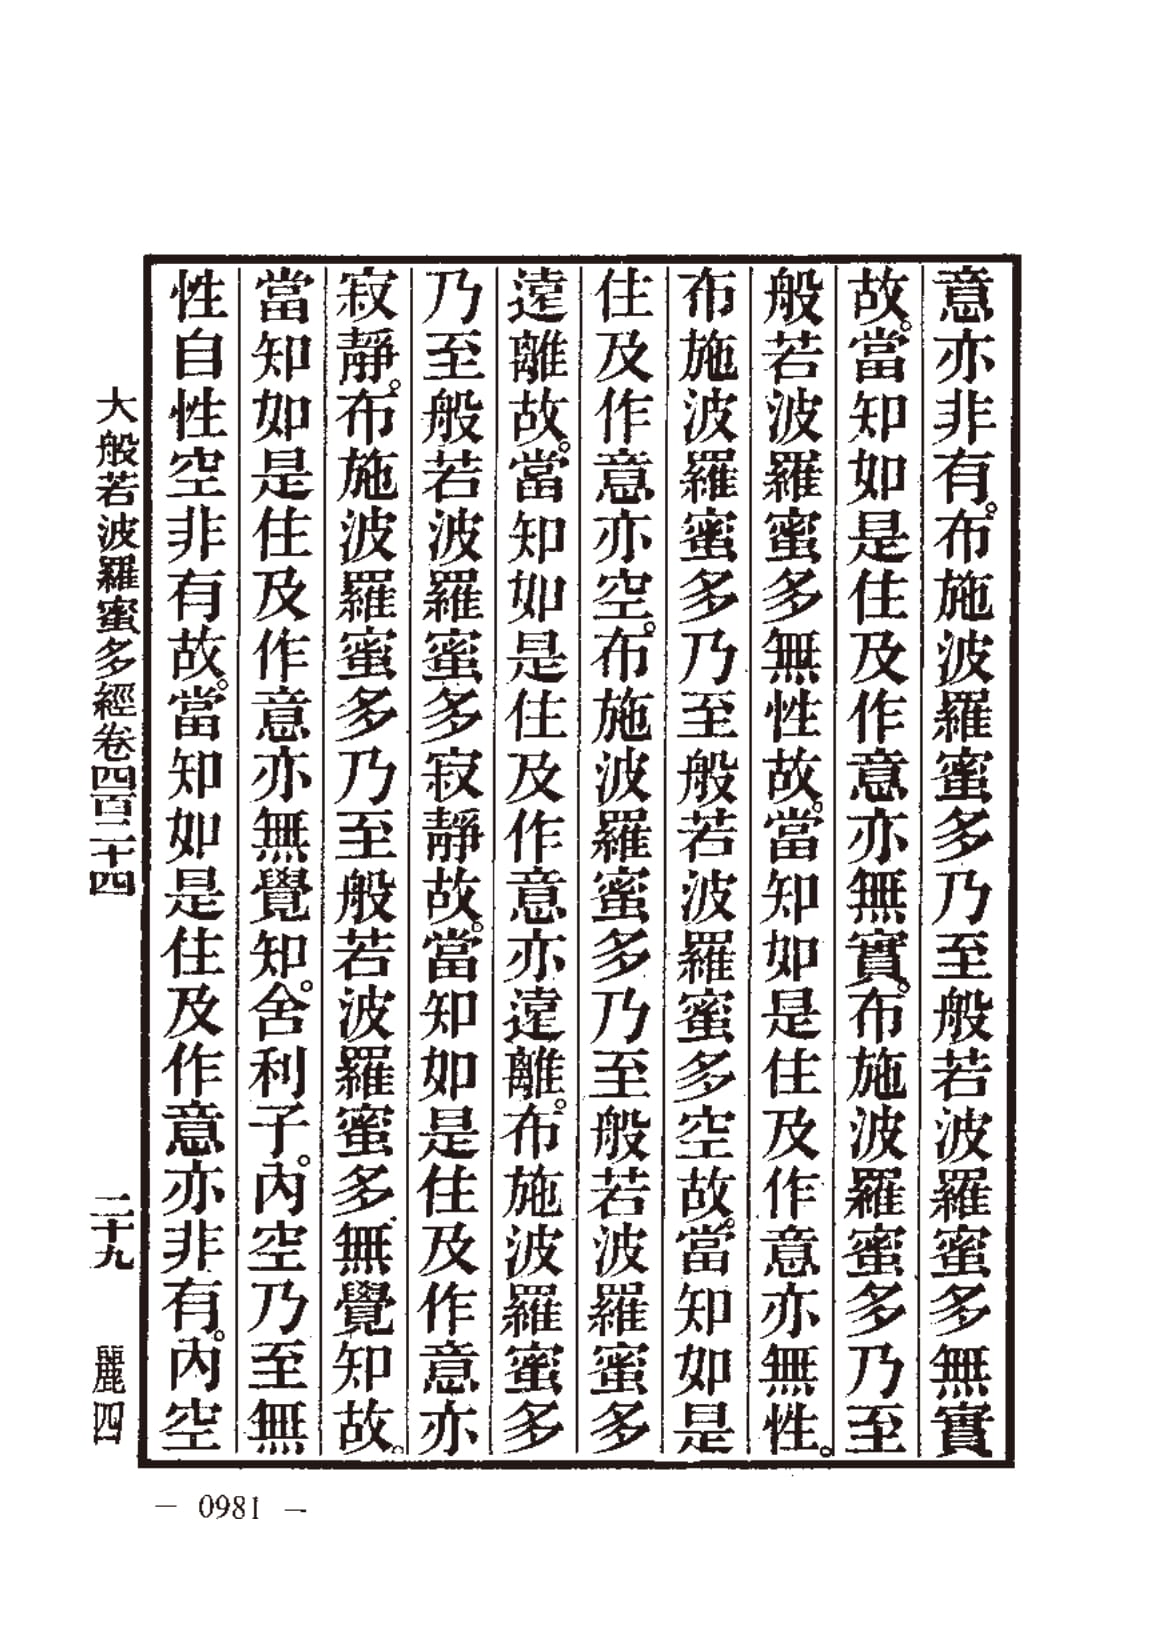 意亦非有。布施波羅蜜多乃至般若波羅蜜多無實
故。當知如是住及作意亦無實。布施波羅蜜多乃至
般若波羅蜜多無性故。當知如是住及作意亦無性。
布施波羅蜜多乃至般若波羅蜜多空故。當知如是
住及作意亦空。布施波羅蜜多乃至般若波羅蜜多
遠離故。當知如是住及作意亦遠離。布施波羅蜜多
乃至般若波羅蜜多寂靜故。當知如是住及作意亦
寂靜。布施波羅蜜多乃至般若波羅蜜多無覺知故。
當知如是住及作意亦無覺知。舍利子。內空乃至無
性自性空非有故。當知如是住及作意亦非有。內空
大般若波羅蜜多經卷四百二十四 二十九 麗四
— 0981 —